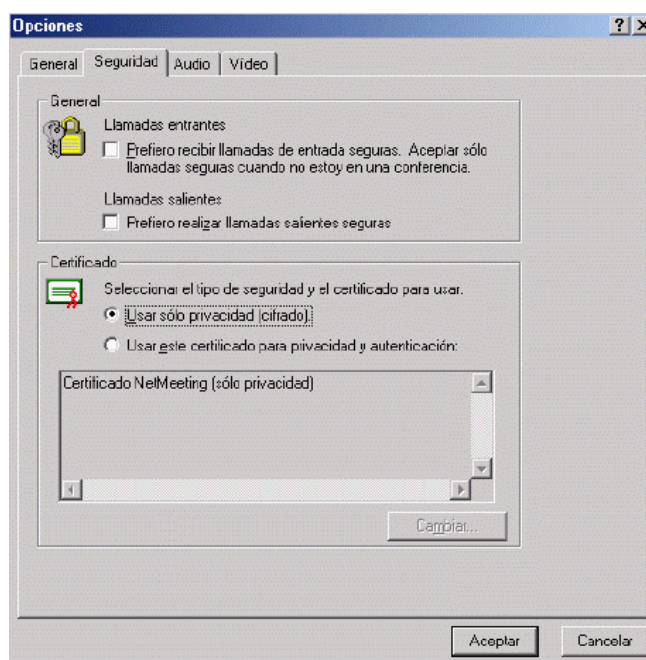 Opciones
General Seguridad Audio Vídeo
General
Llamadas entrantes
Prefiero recibir llamadas de entrada seguras. Aceptar sólo
llamadas seguras cuando no estoy en una conferencia.
Llamadas salientes
Prefiero realizar llamadas salientes seguras
Certificado
Seleccionar el tipo de seguridad y el certificado para usar.
Usar sólo privacidad (cifrado).
Usar este certificado para privacidad y autenticación:
Certificado NetMeeting (sólo privacidad)
Cambiar...
Aceptar Cancelar